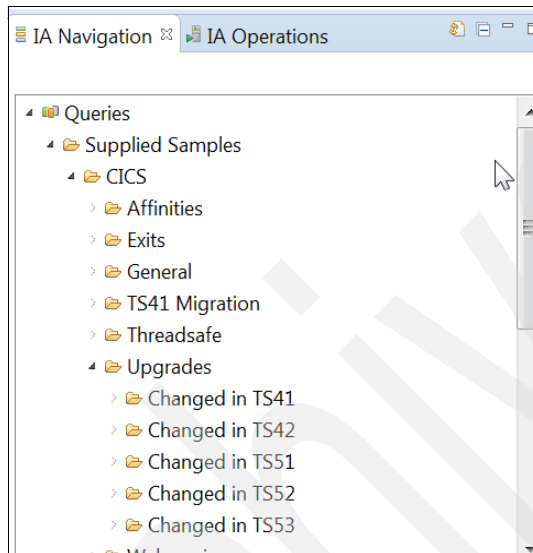 IA Navigation IA Operations
Queries
Supplied Samples
CICS
Affinities
Exits
General
TS41 Migration
Threadsafe
Upgrades
Changed in TS41
Changed in TS42
Changed in TS51
Changed in TS52
Changed in TS53